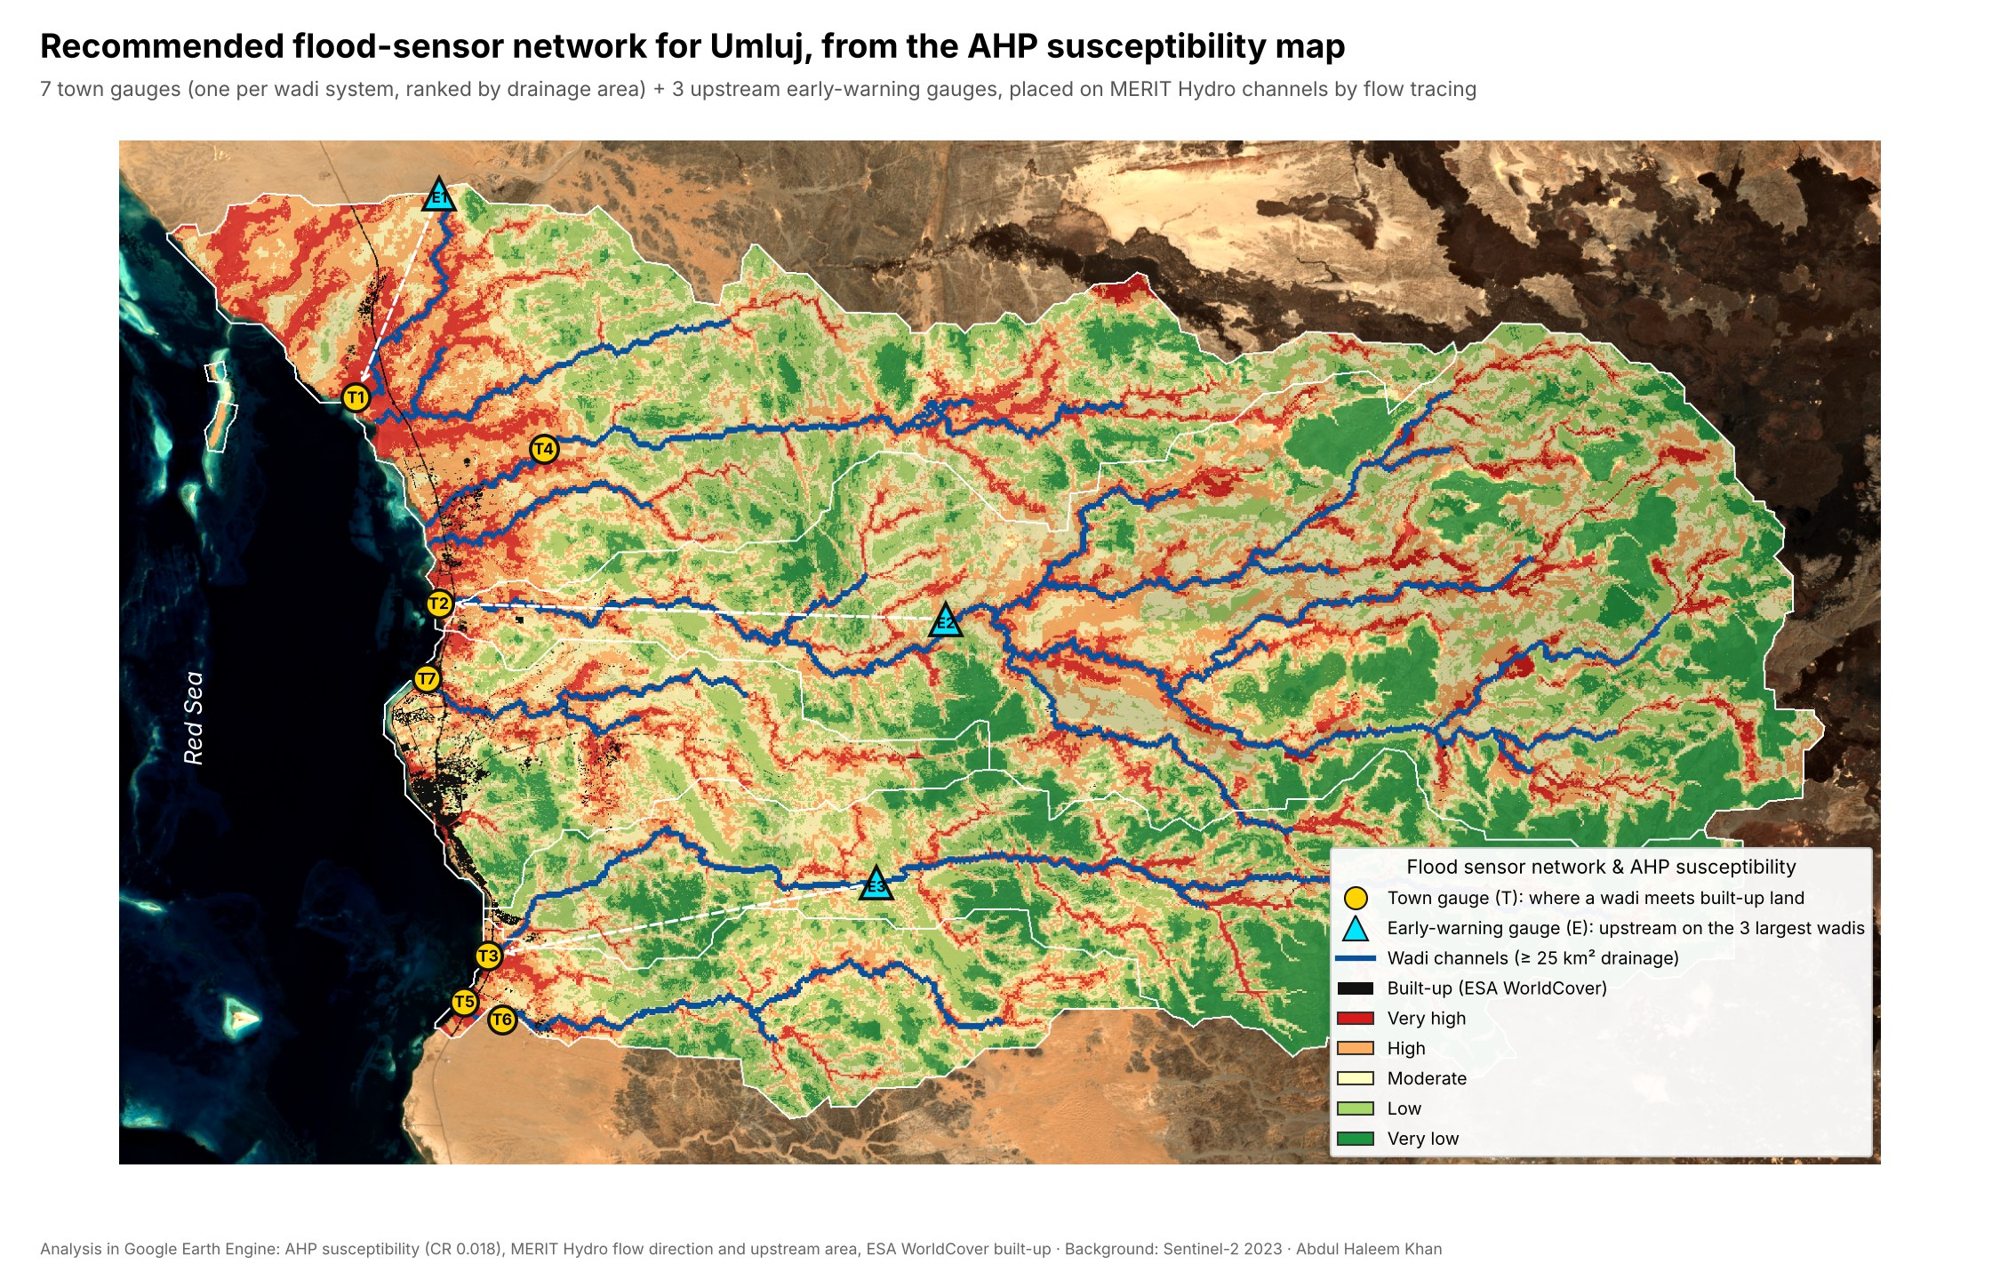 Recommended flood-sensor network for Umluj, from the AHP susceptibility map
7 town gauges (one per wadi system, ranked by drainage area) + 3 upstream early-warning gauges, placed on MERIT Hydro channels by flow tracing
E1
T1
T4
T2
E2
T7
Red Sea
E3
T3
T5
T6
Flood sensor network & AHP susceptibility
Town gauge (T): where a wadi meets built-up land
Early-warning gauge (E): upstream on the 3 largest wadis
Wadi channels (≥ 25 km² drainage)
Built-up (ESA WorldCover)
Very high
High
Moderate
Low
Very low
Analysis in Google Earth Engine: AHP susceptibility (CR 0.018), MERIT Hydro flow direction and upstream area, ESA WorldCover built-up · Background: Sentinel-2 2023 · Abdul Haleem Khan